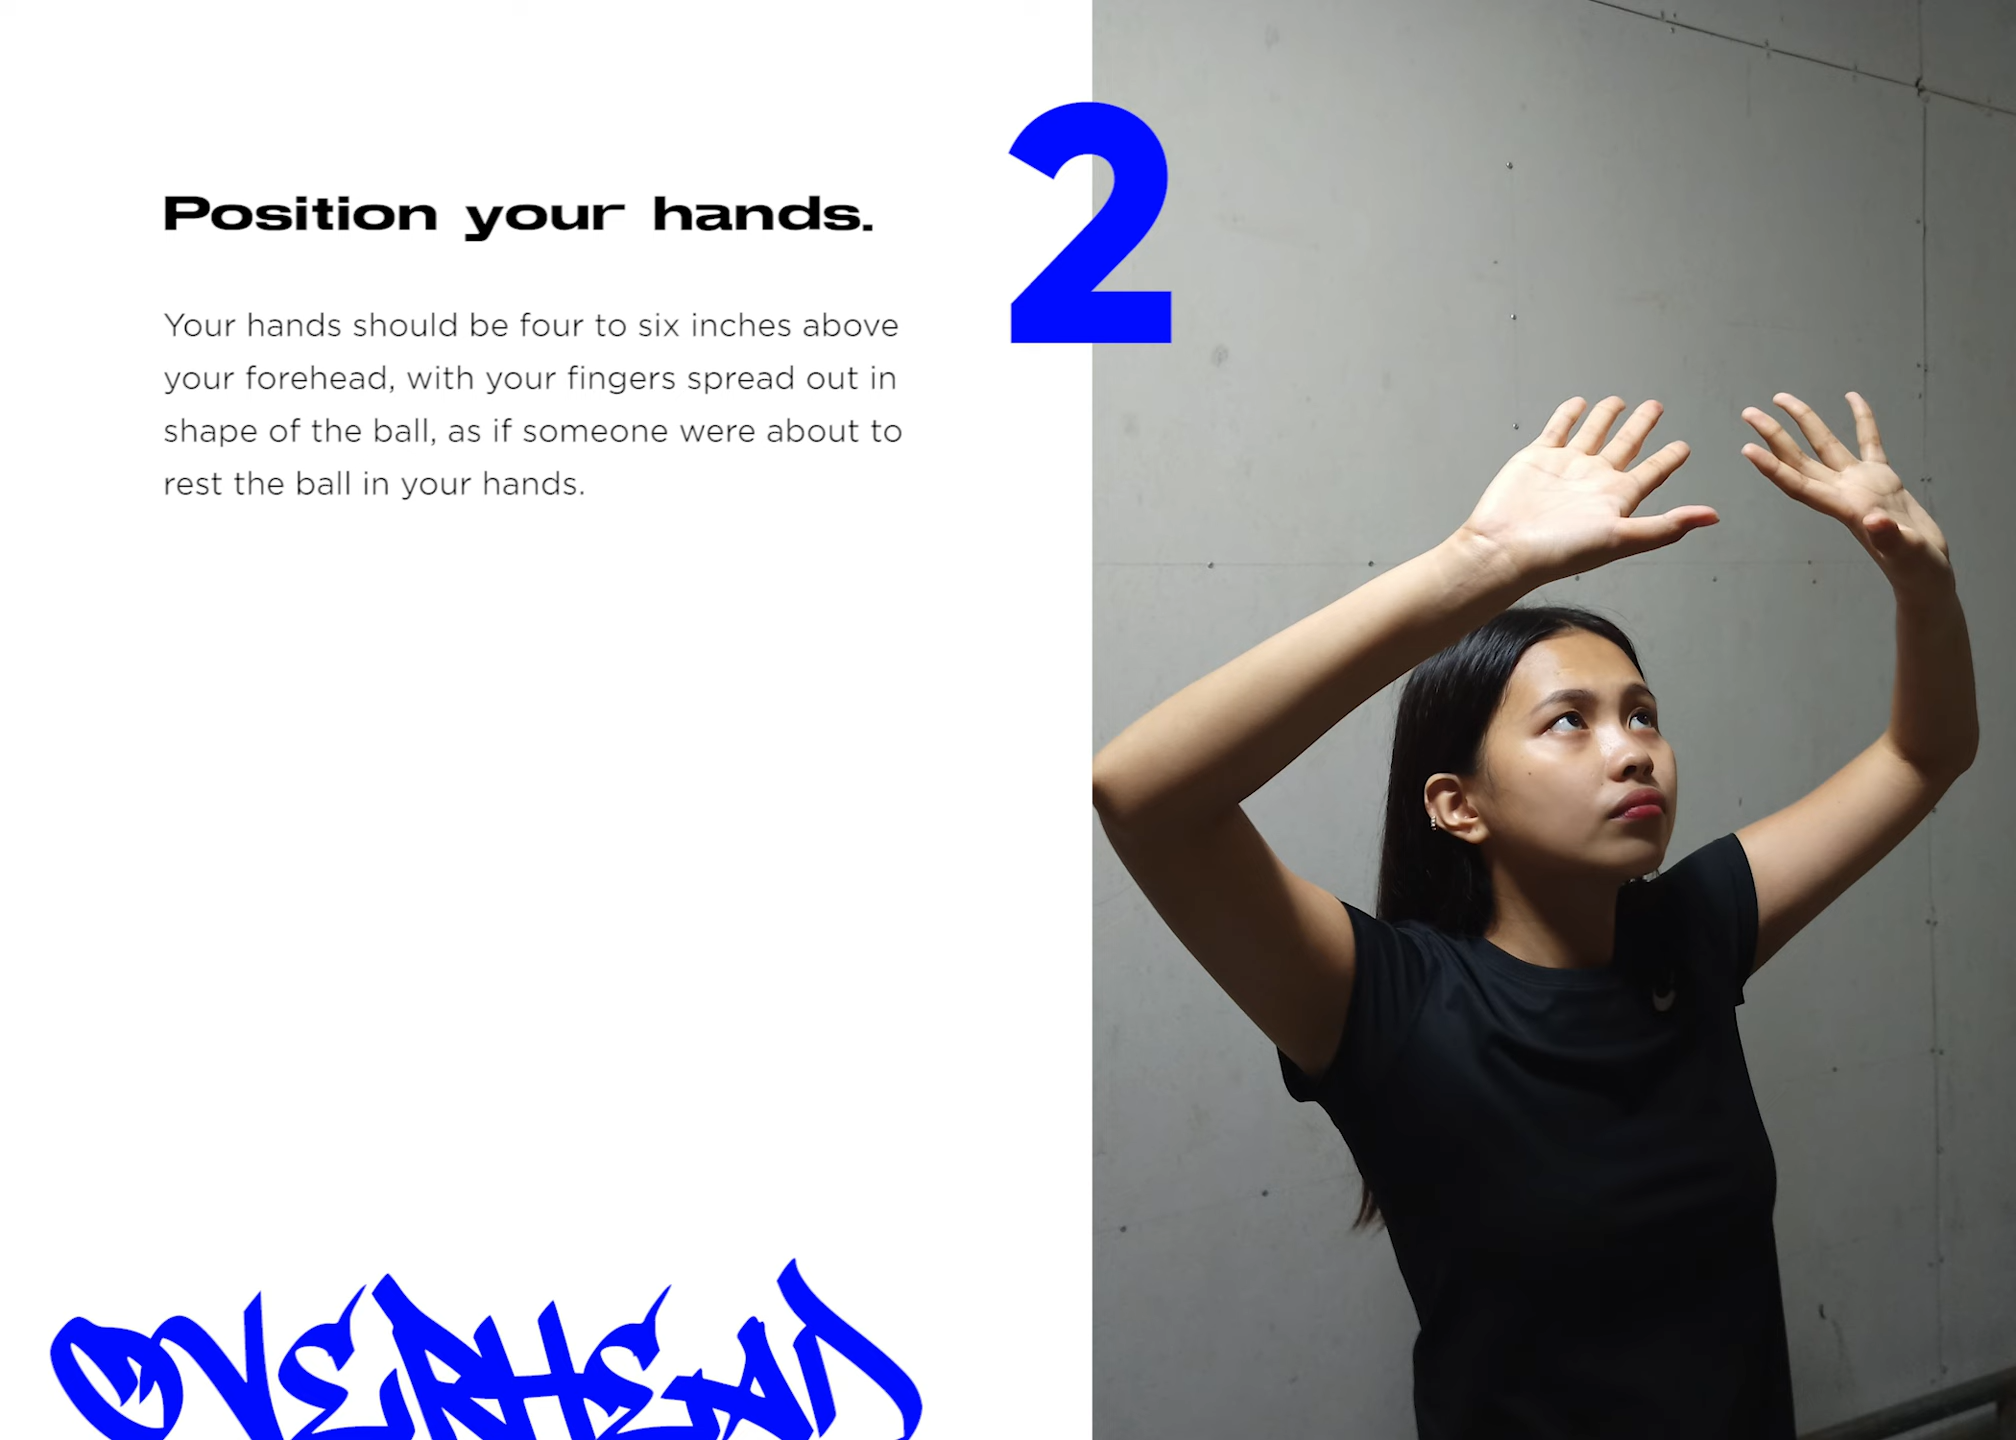 2
Position your hands.
Your hands should be four to six inches above
your forehead, with your fingers spread out in
shape of the ball, as if someone were about to
rest the ball in your hands.
OVERHEAD